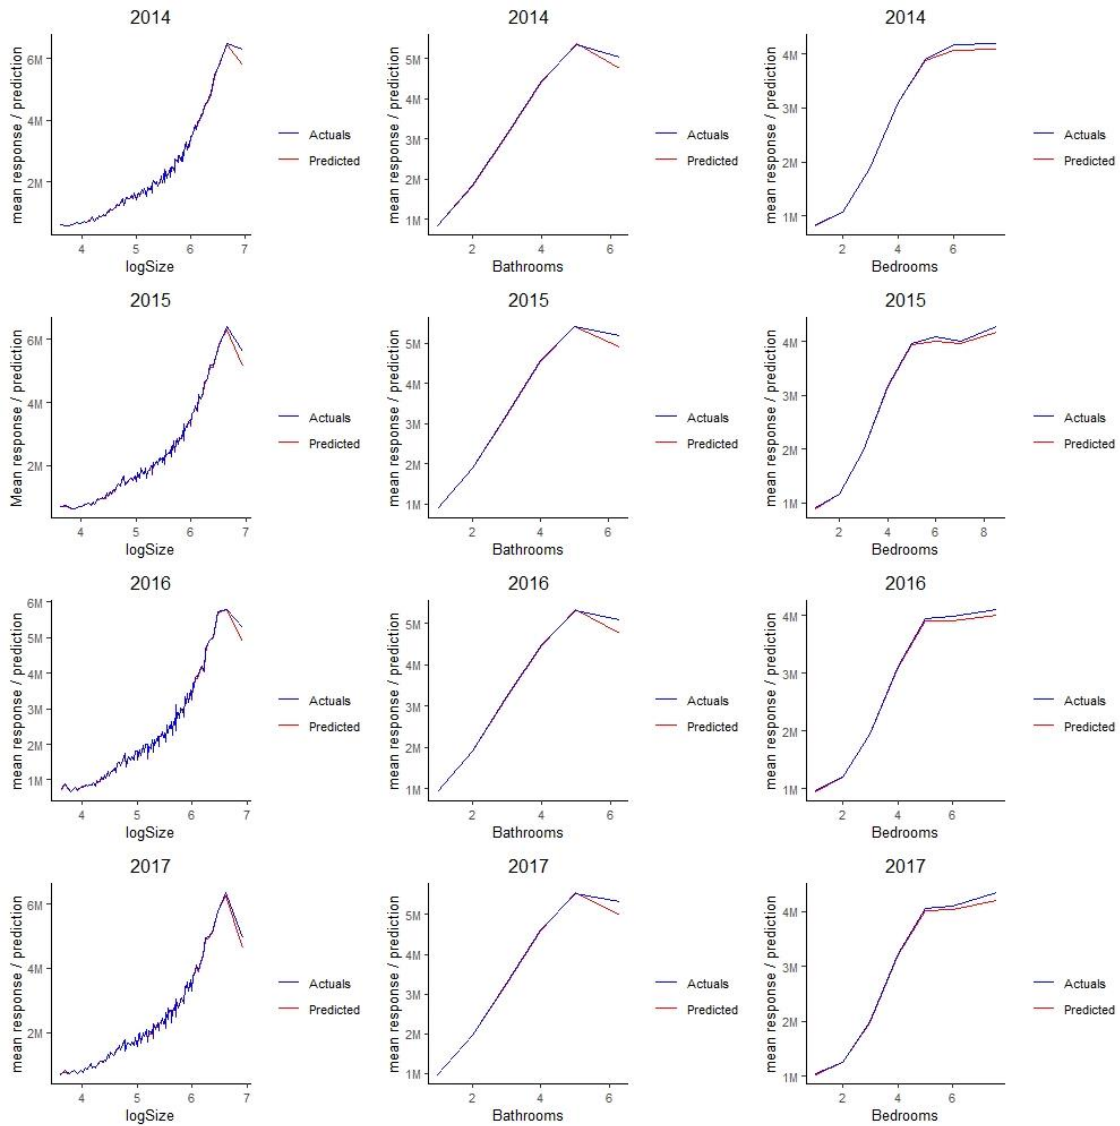 2014
mean response / prediction
6M
4M
2M
4 5 6 7
logSize
Actuals
Predicted
2014
mean response / prediction
5M
4M
3M
2M
1M
2 4 6
Bathrooms
Actuals
Predicted
2014
mean response / prediction
4M
3M
2M
1M
2 4 6
Bedrooms
Actuals
Predicted
2015
Mean response / prediction
6M
4M
2M
4 5 6 7
logSize
Actuals
Predicted
2015
mean response / prediction
5M
4M
3M
2M
1M
2 4 6
Bathrooms
Actuals
Predicted
2015
mean response / prediction
4M
3M
2M
1M
2 4 6 8
Bedrooms
Actuals
Predicted
2016
mean response / prediction
6M
5M
4M
3M
2M
1M
4 5 6 7
logSize
Actuals
Predicted
2016
mean response / prediction
5M
4M
3M
2M
1M
2 4 6
Bathrooms
Actuals
Predicted
2016
mean response / prediction
4M
3M
2M
1M
2 4 6
Bedrooms
Actuals
Predicted
2017
mean response / prediction
6M
4M
2M
4 5 6 7
logSize
Actuals
Predicted
2017
mean response / prediction
5M
4M
3M
2M
1M
2 4 6
Bathrooms
Actuals
Predicted
2017
mean response / prediction
4M
3M
2M
1M
2 4 6
Bedrooms
Actuals
Predicted